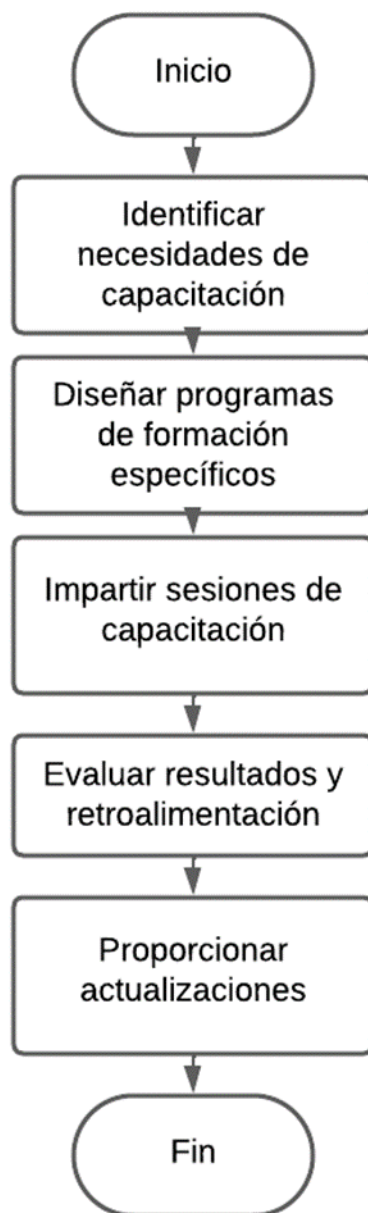 Inicio
Identificar
necesidades de
capacitación
Diseñar programas
de formación
específicos
Impartir sesiones de
capacitación
Evaluar resultados y
retroalimentación
Proporcionar
actualizaciones
Fin